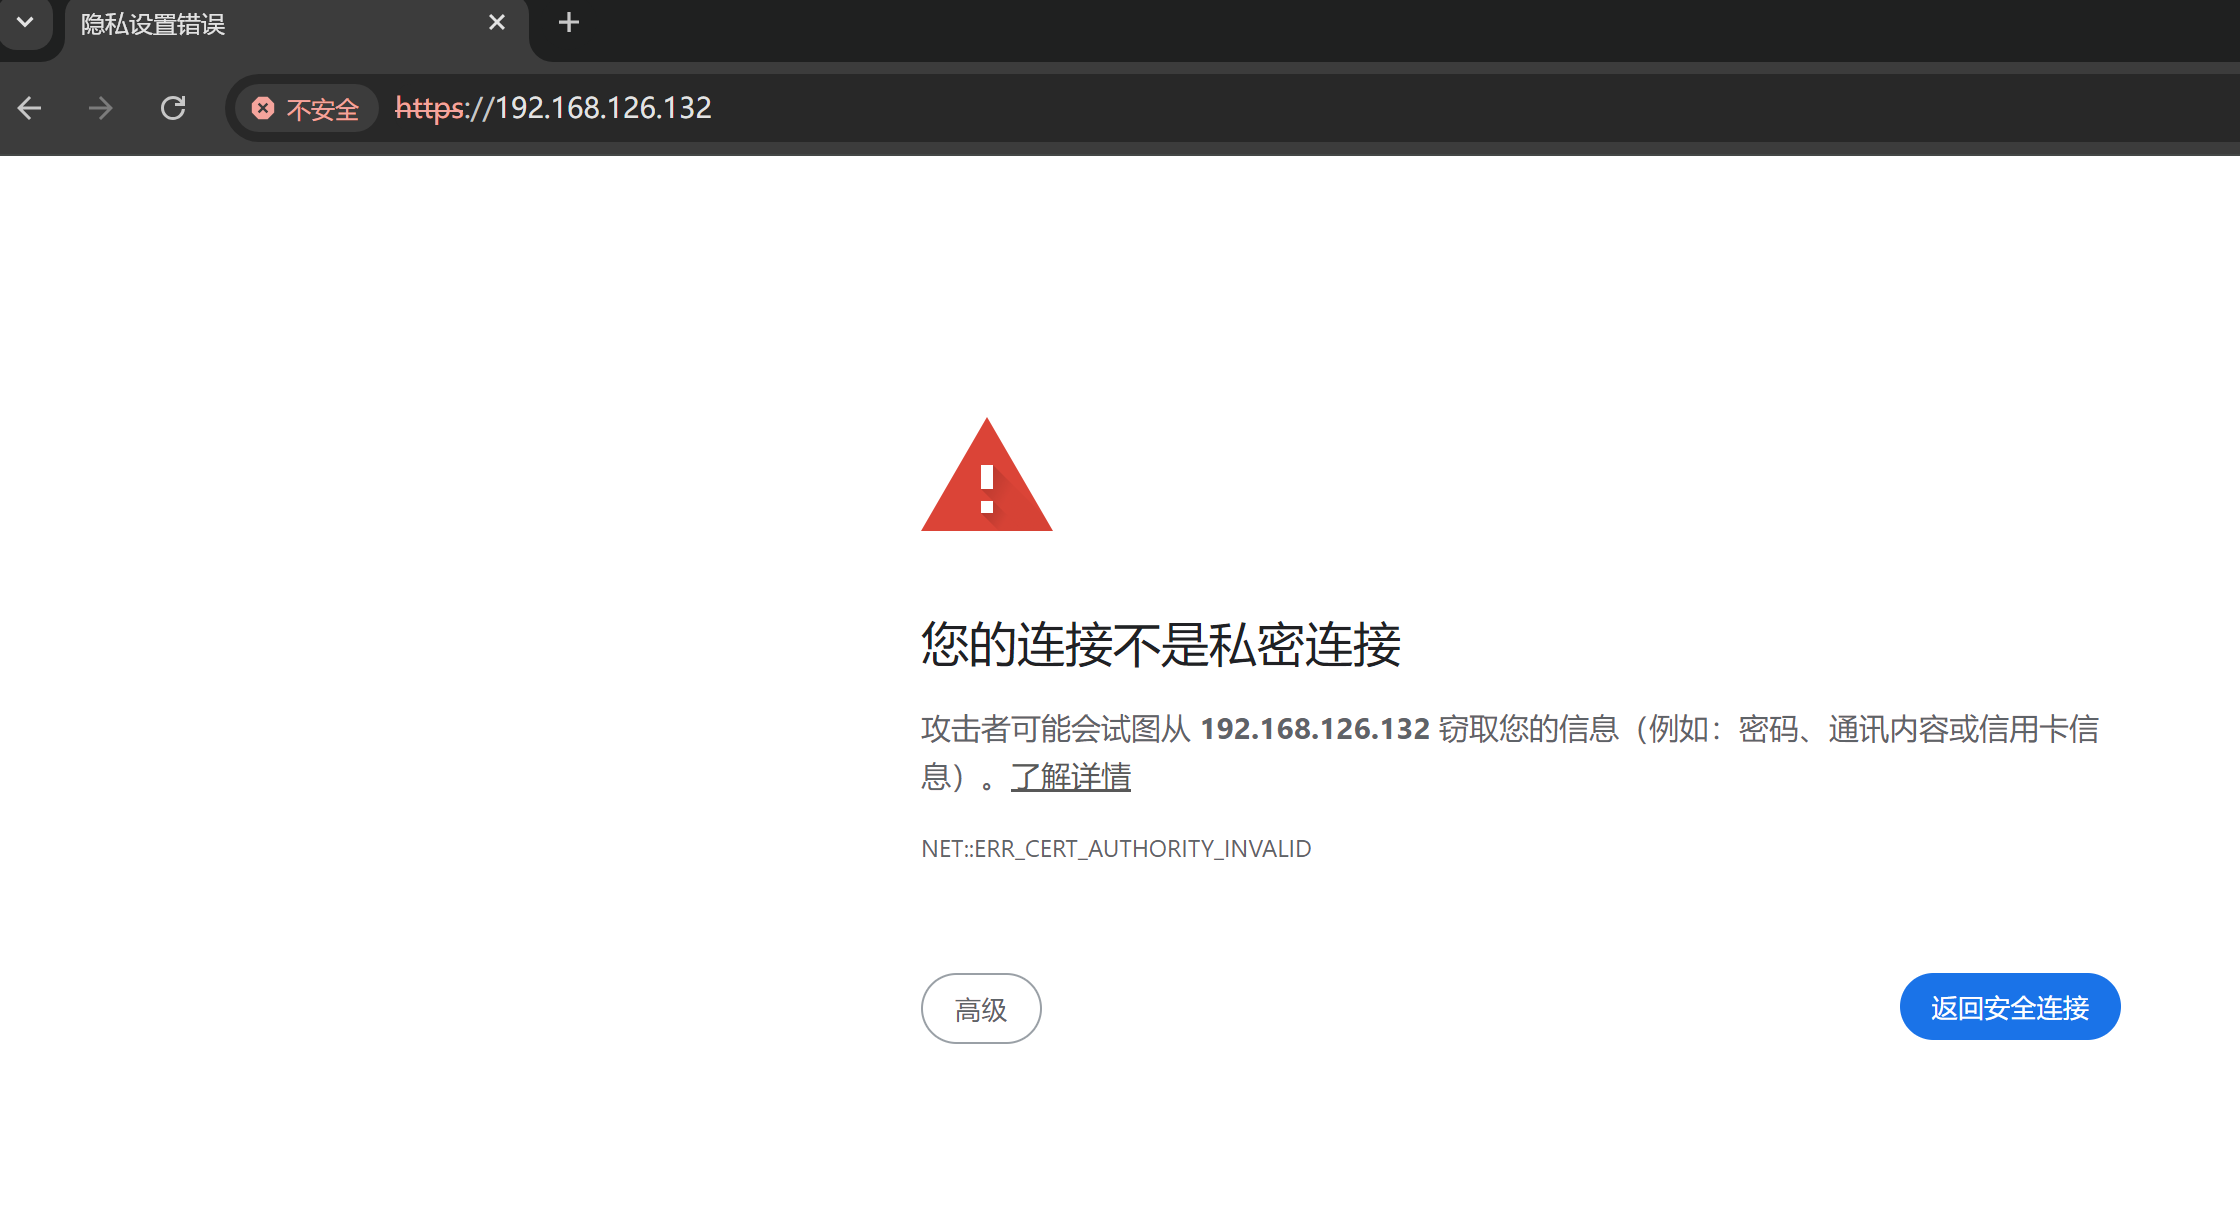 隐私设置错误
不安全 https://192.168.126.132
您的连接不是私密连接
攻击者可能会试图从 192.168.126.132 窃取您的信息（例如：密码、通讯内容或信用卡信
息）。了解详情
NET::ERR_CERT_AUTHORITY_INVALID
高级 返回安全连接